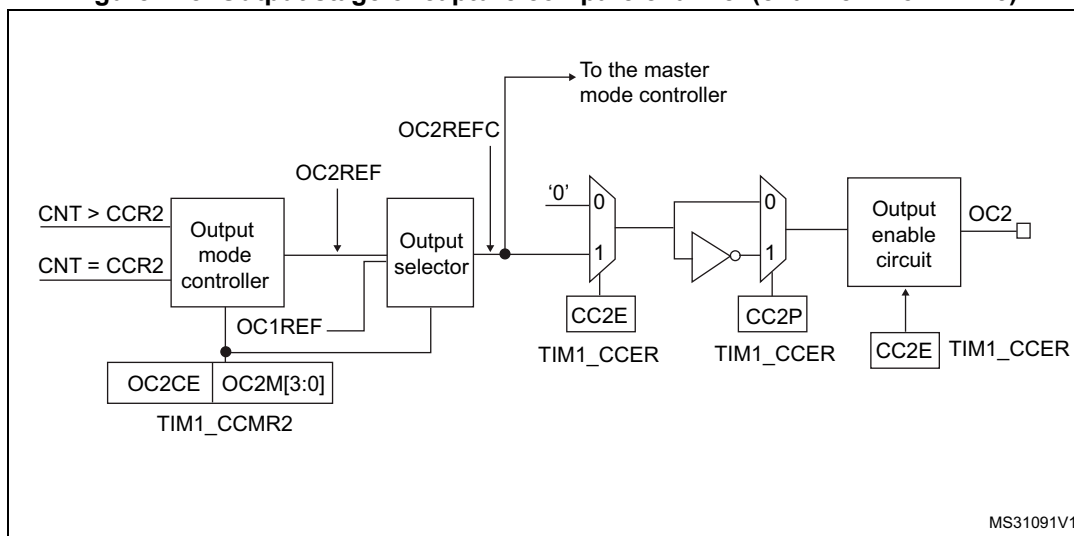 To the master
mode controller
OC2REFC
OC2REF
'0'
0
0
CNT > CCR2
Output
mode
controller
Output
selector
Output
enable
circuit
OC2
CNT = CCR2
1
1
OC1REF
CC2E
CC2P
CC2E
TIM1_CCER
TIM1_CCER
TIM1_CCER
OC2CE
OC2M[3:0]
TIM1_CCMR2
MS31091V1